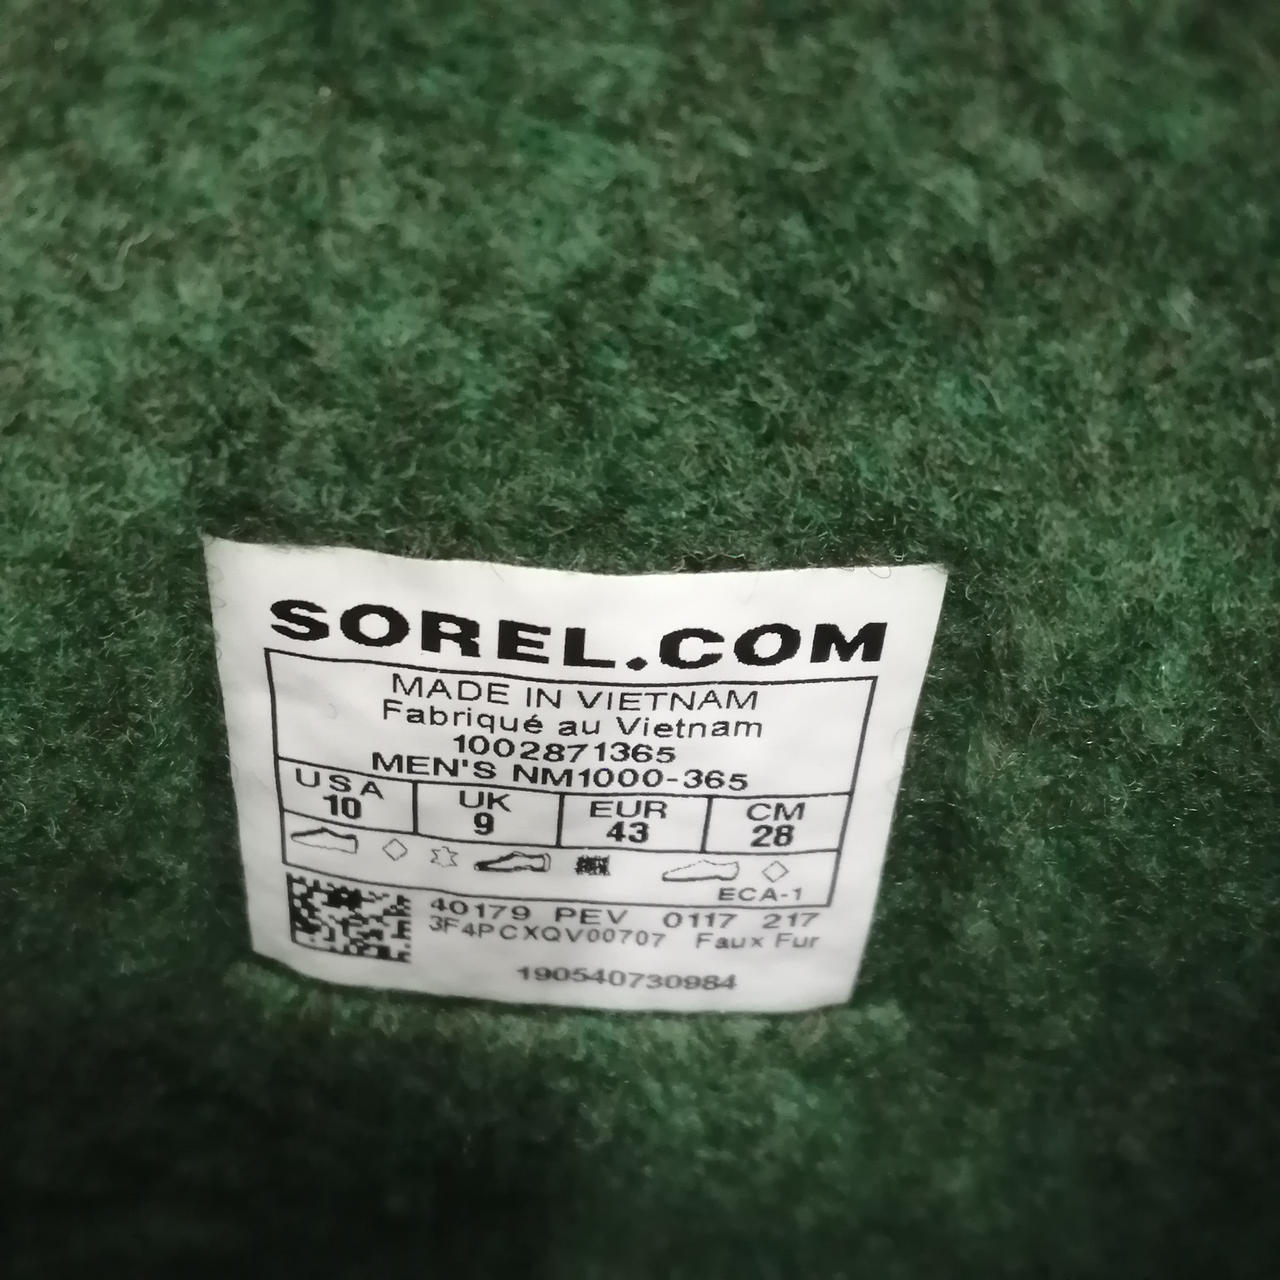 SOREL.COM
MADE IN VIETNAM
Fabriqué au Vietnam
1002871365
MEN'S NM1000-365
USA UK EUR CM
10 9 43 28
ECA-1
40179 PEV 0117 217
3F4PCXQV00707 Faux Fur
190540730984